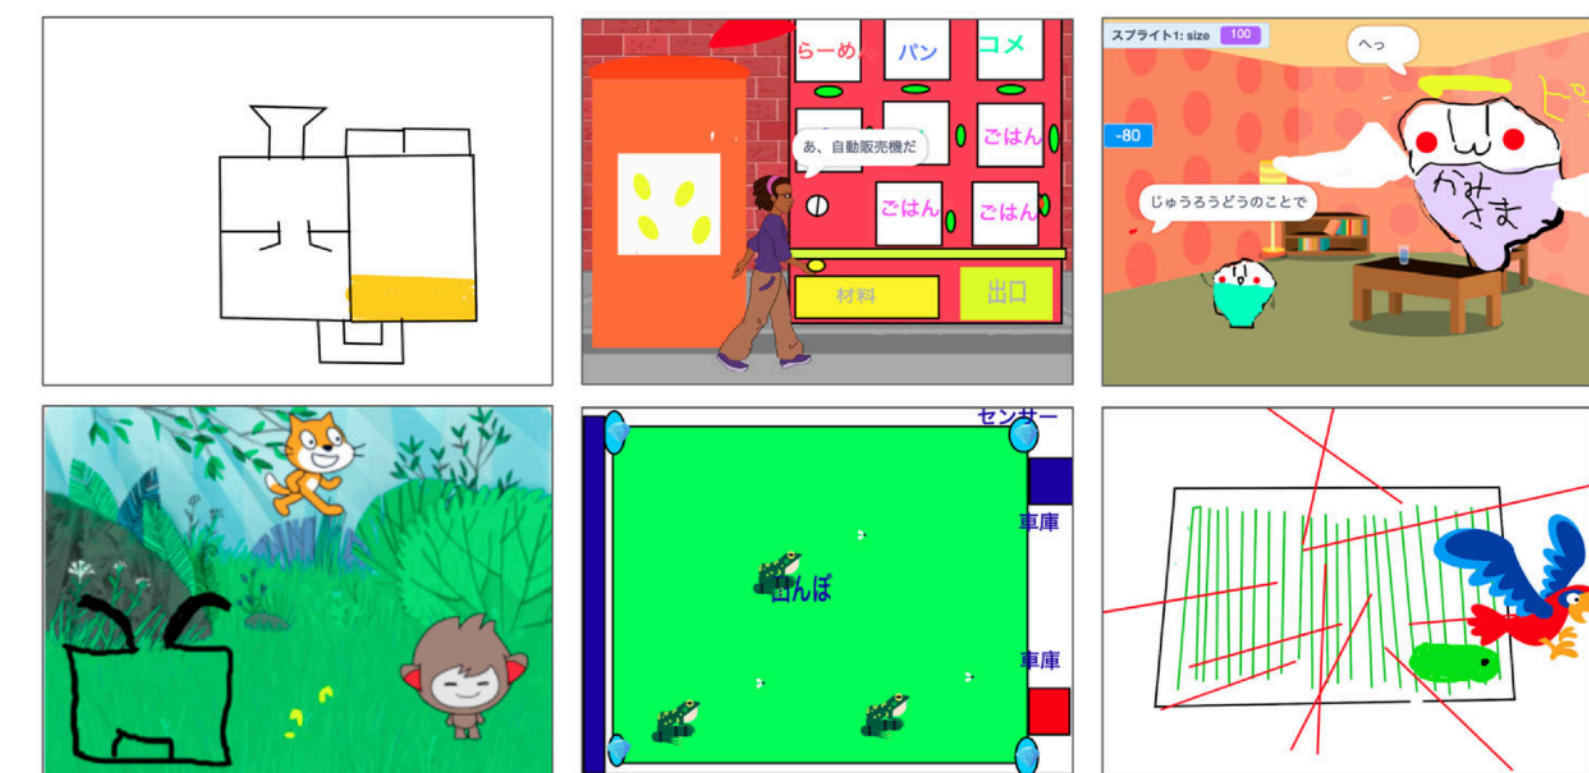 らーめん
パン
コメ
ごはん
あ、自動販売機だ
ごはん
ごはん
材料
出口
スプライト1: size 100
へっ
-80
じゅうろうどうのことで
かみ
さま
センサー
車庫
田んぼ
車庫